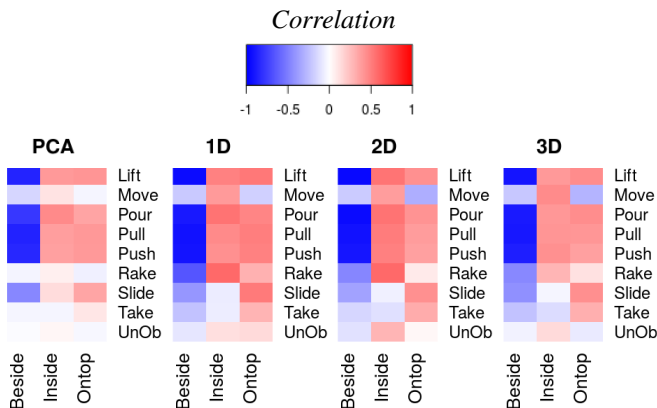 Correlation
-1 -0.5 0 0.5 1
PCA 1D 2D 3D
Lift Lift Lift Lift
Move Move Move Move
Pour Pour Pour Pour
Pull Pull Pull Pull
Push Push Push Push
Rake Rake Rake Rake
Slide Slide Slide Slide
Take Take Take Take
UnOb UnOb UnOb UnOb
Beside Inside Ontop Beside Inside Ontop Beside Inside Ontop Beside Inside Ontop